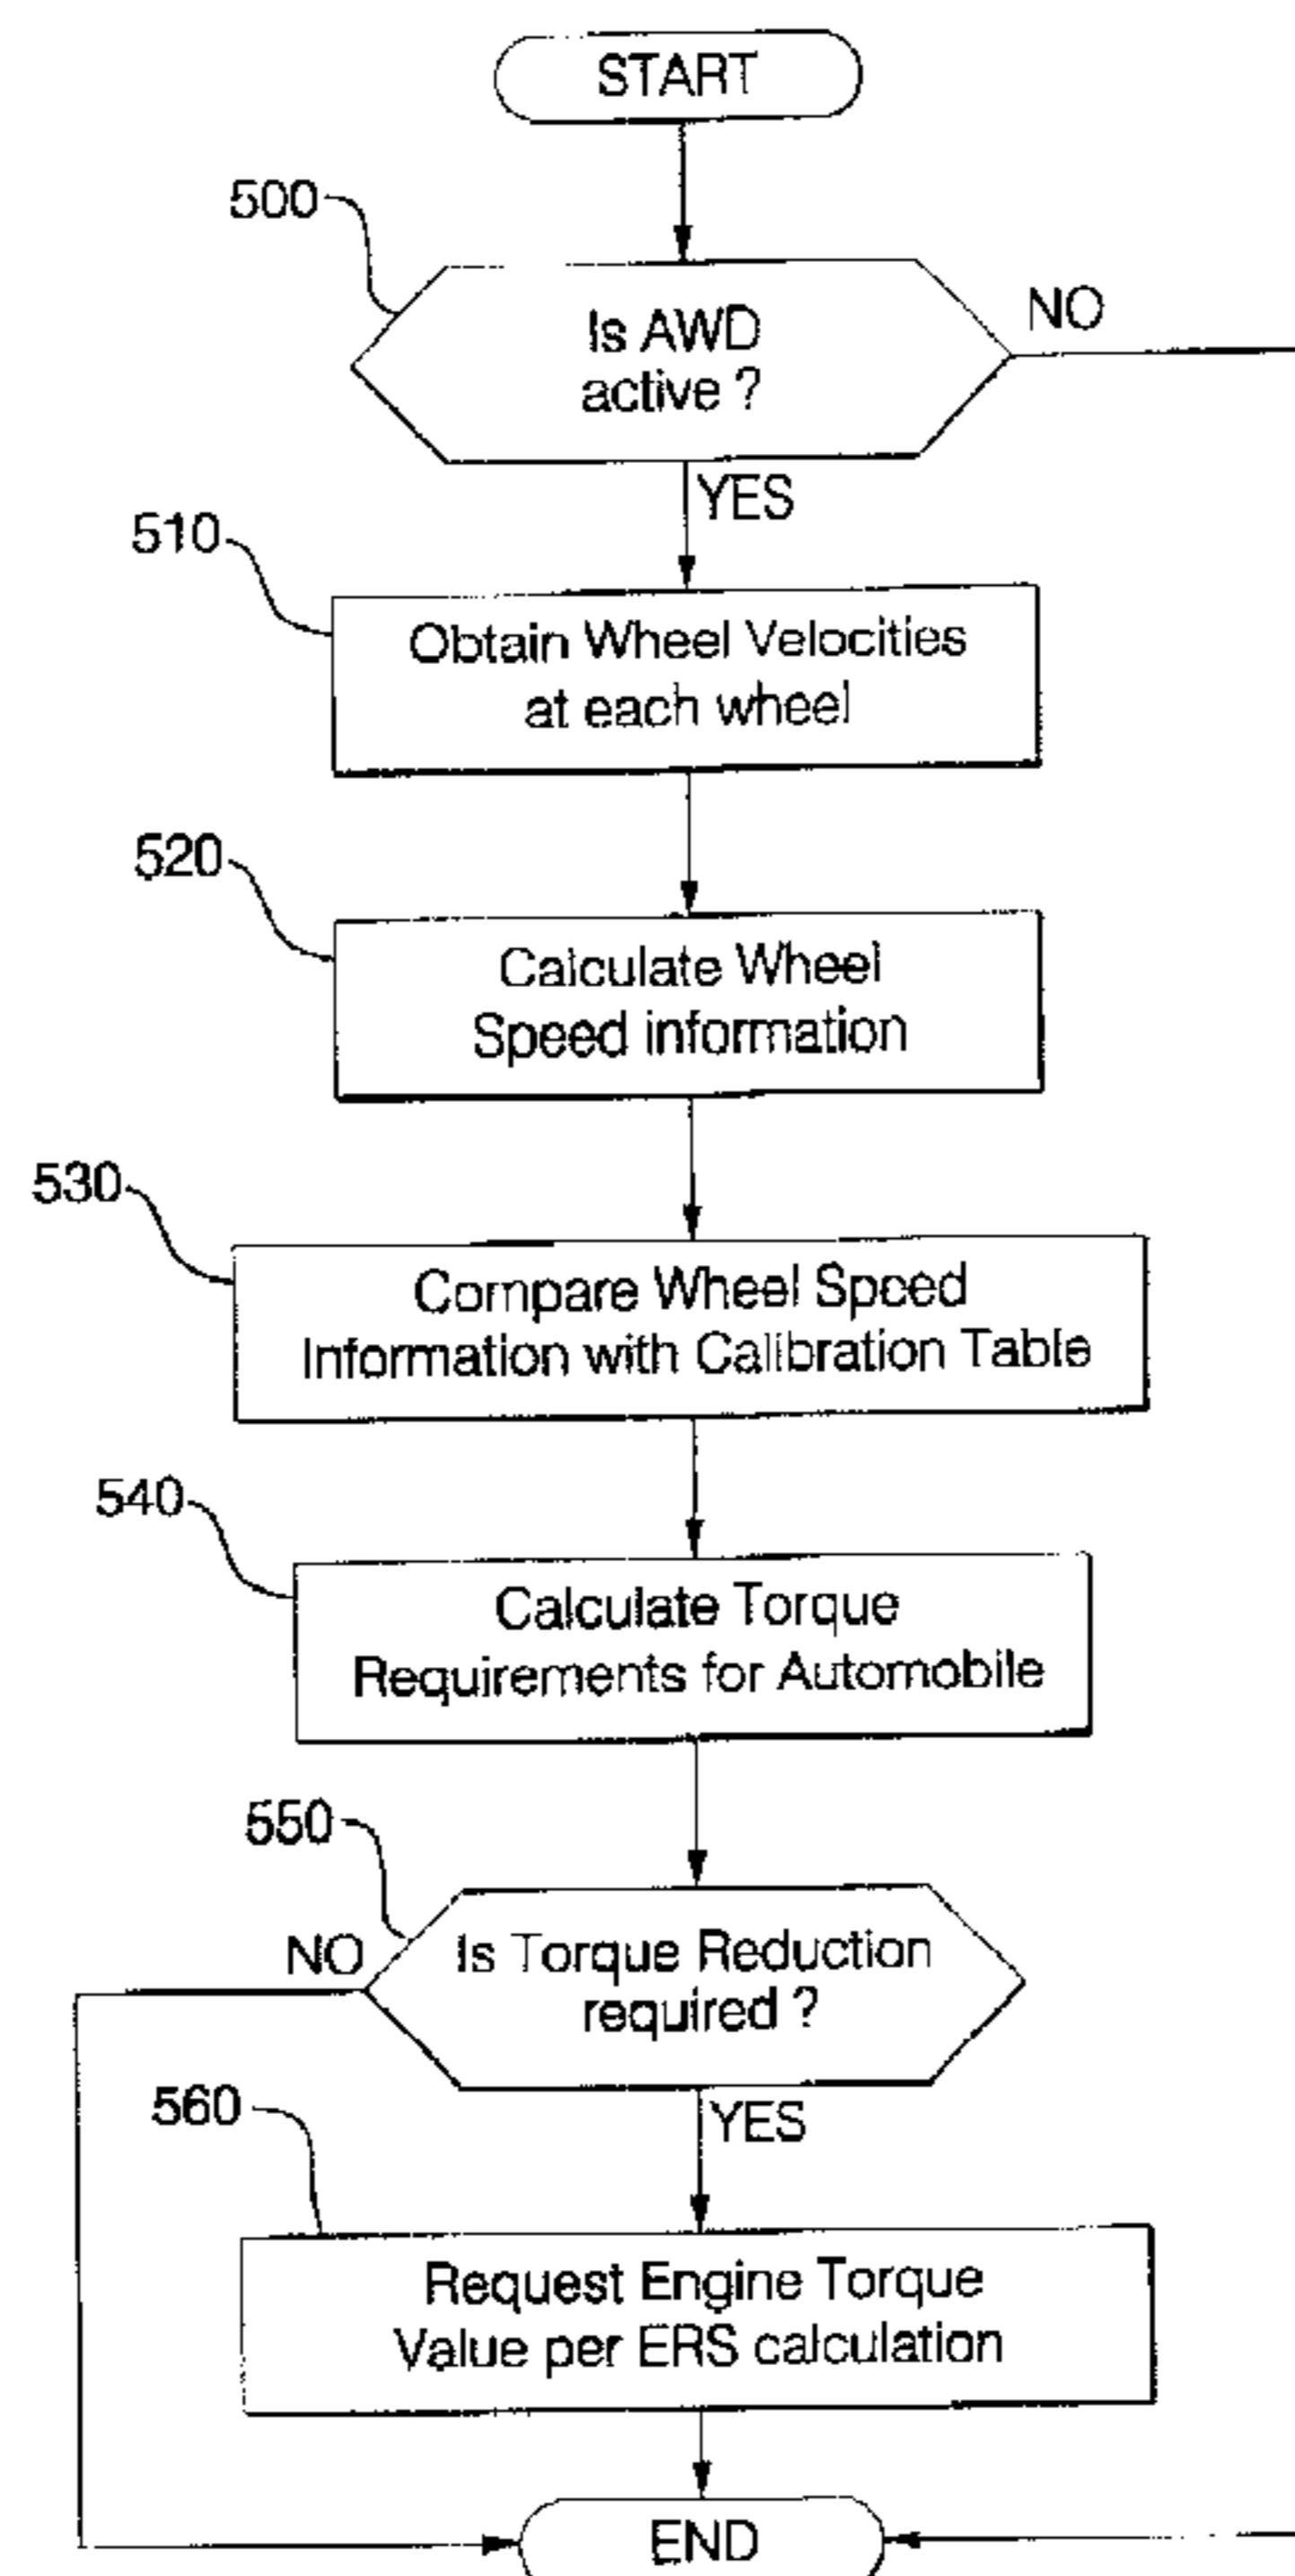 START
500
Is AWD
active ?
NO
YES
510
Obtain Wheel Velocities
at each wheel
520
Calculate Wheel
Speed information
530
Compare Wheel Speed
Information with Calibration Table
540
Calculate Torque
Requirements for Automobile
550
NO
Is Torque Reduction
required ?
YES
560
Request Engine Torque
Value per ERS calculation
END